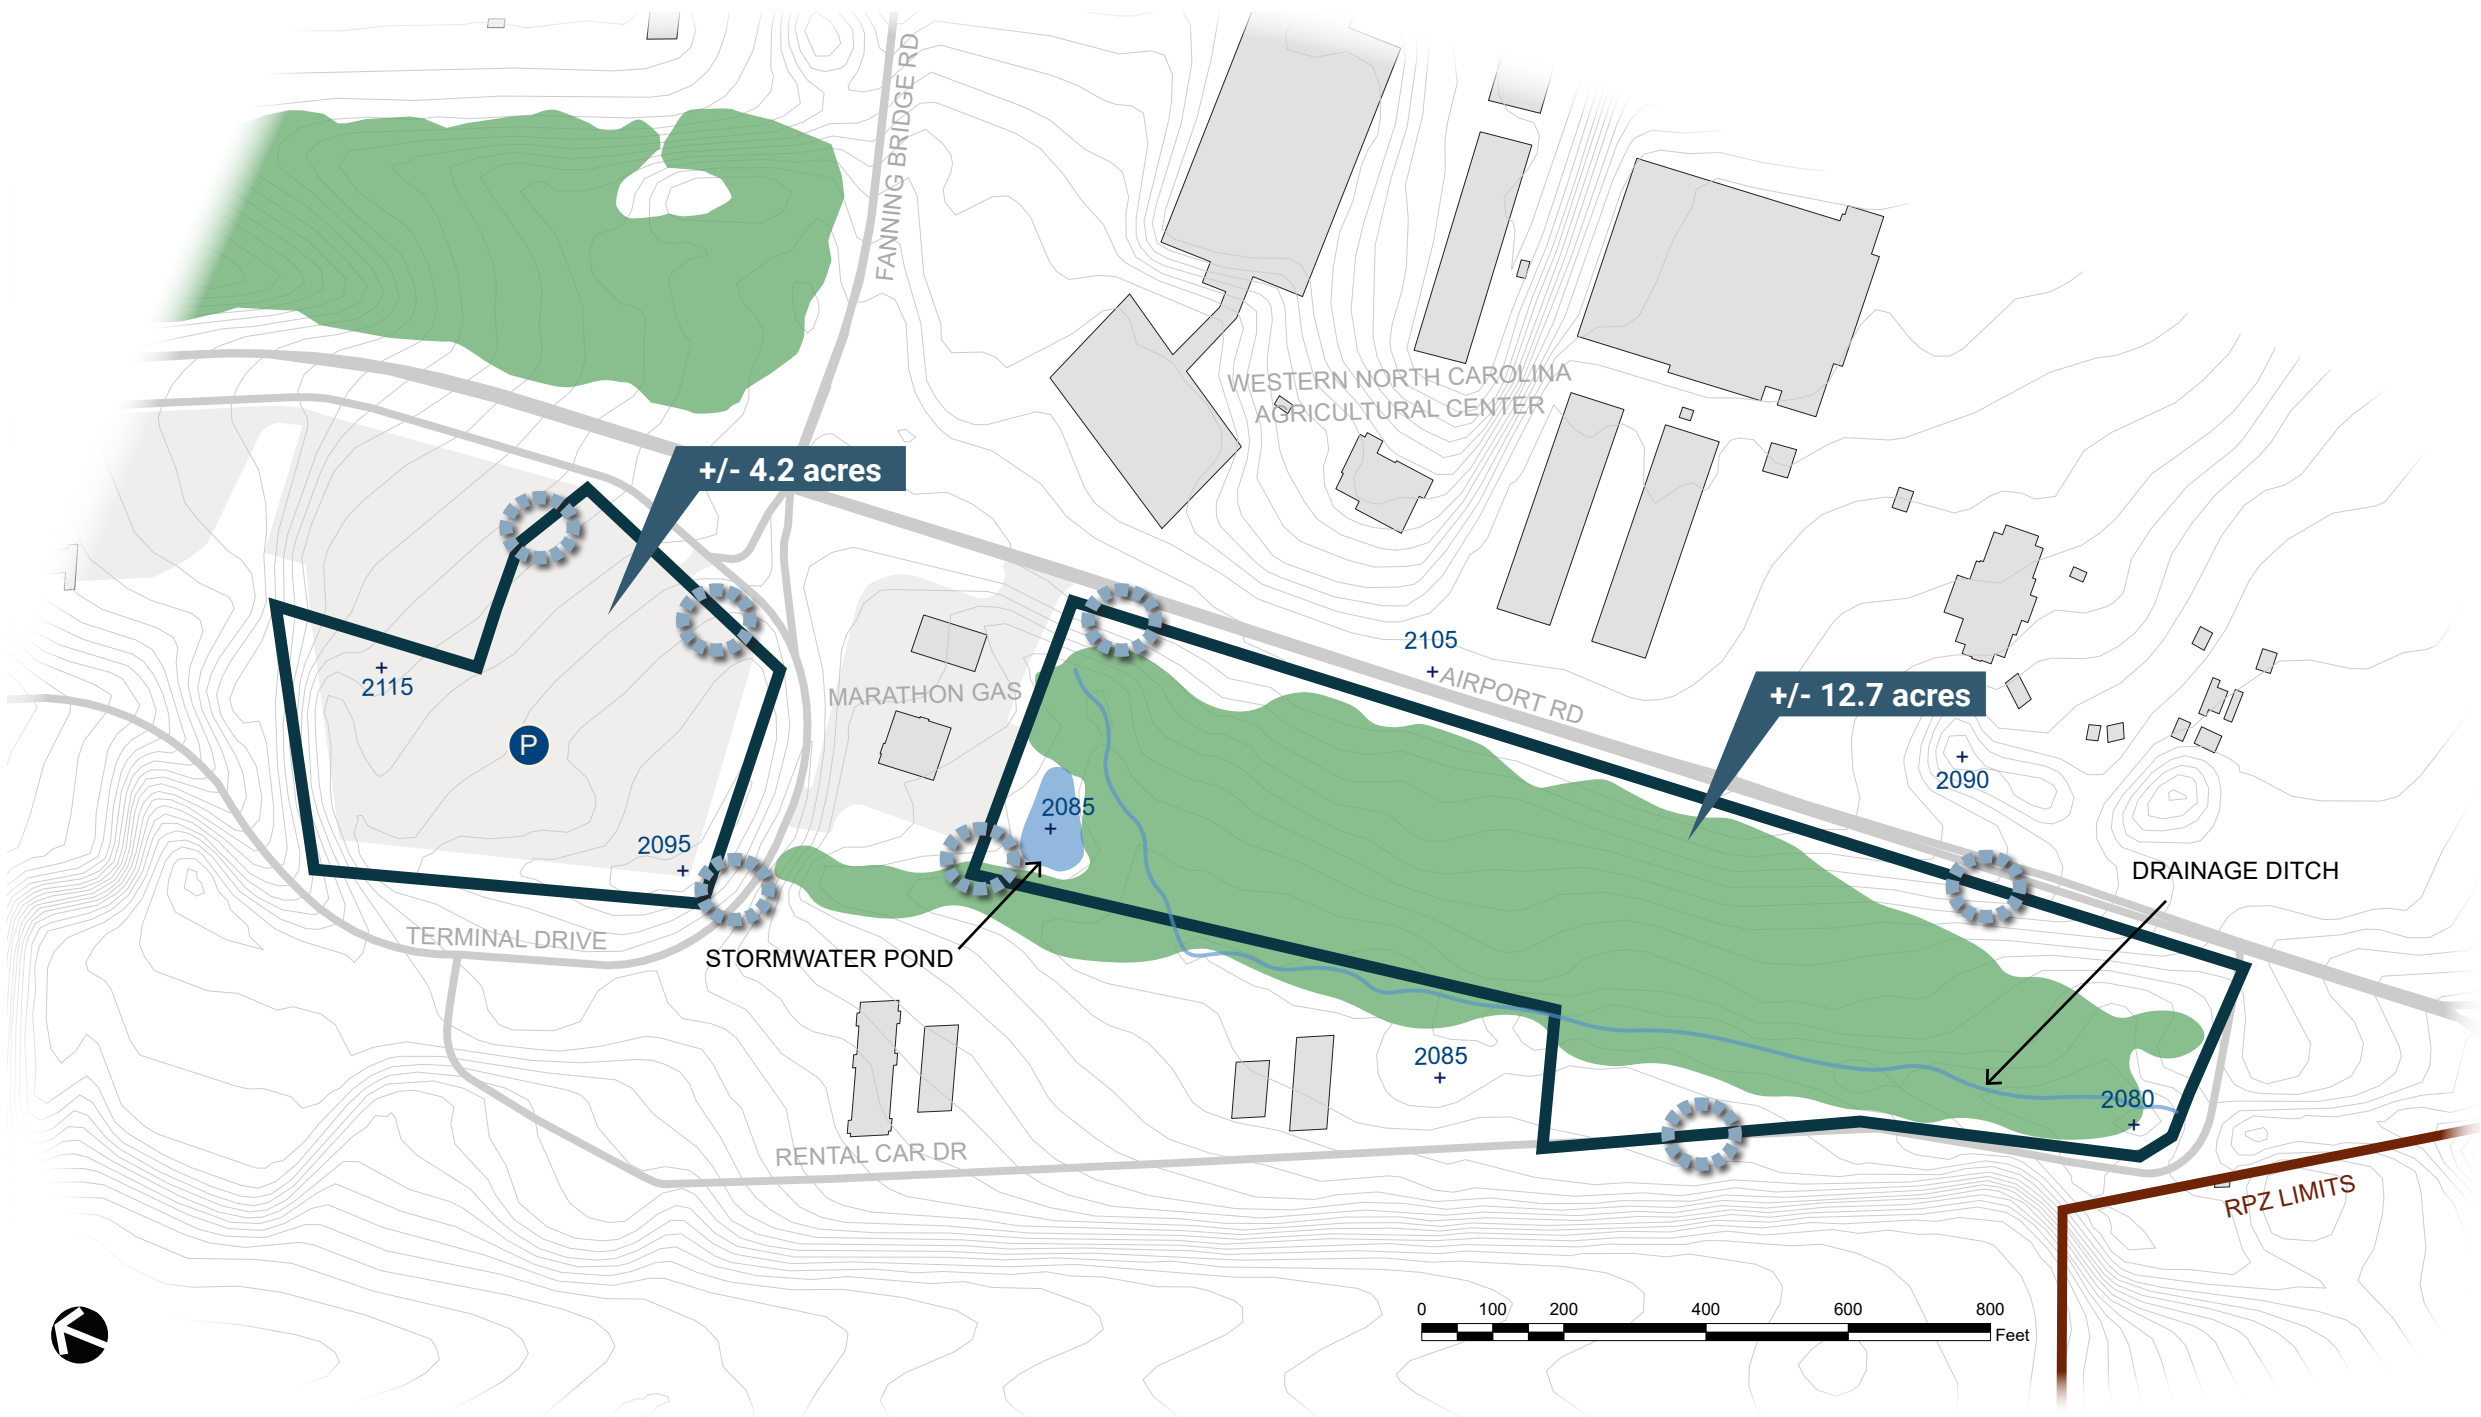 FANNING BRIDGE RD
WESTERN NORTH CAROLINA
AGRICULTURAL CENTER
+/- 4.2 acres
2115
P
2095
TERMINAL DRIVE
MARATHON GAS
2085
STORMWATER POND
2105
AIRPORT RD
+/- 12.7 acres
2090
DRAINAGE DITCH
2085
2080
RENTAL CAR DR
RPZ LIMITS
0 100 200 400 600 800
Feet